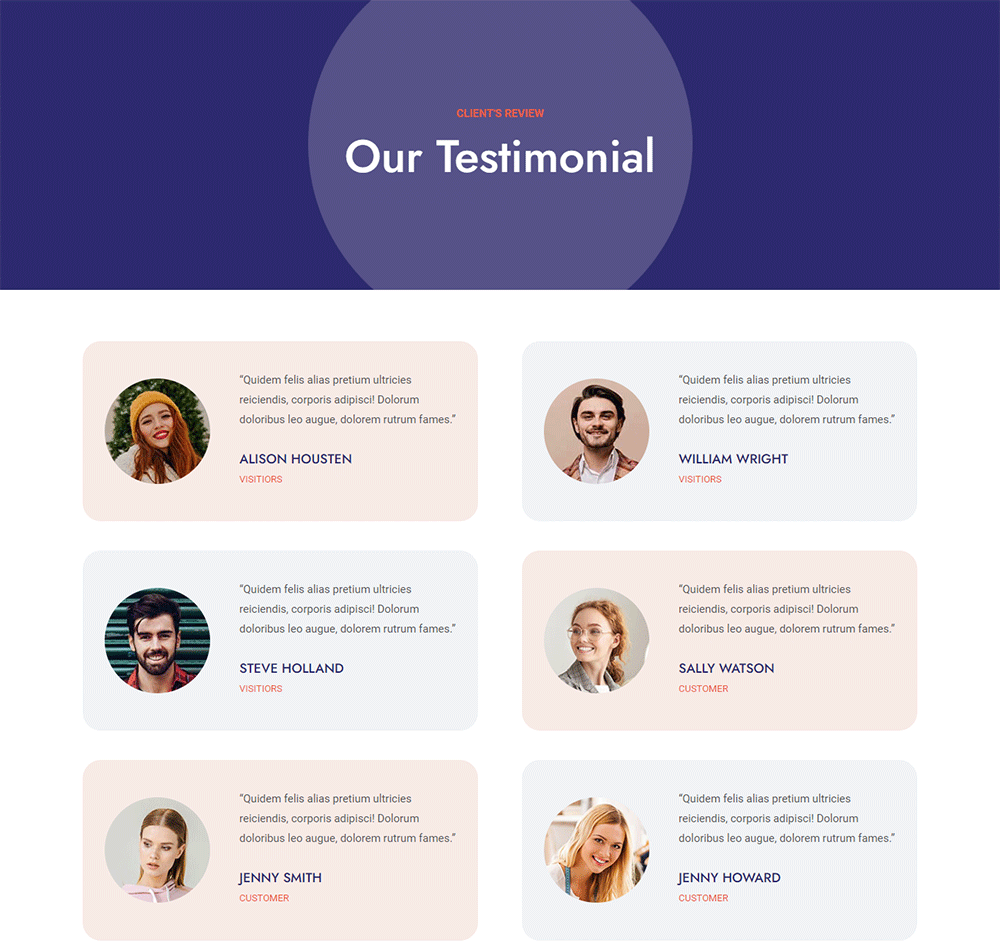 CLIENT'S REVIEW
Our Testimonial
“Quidem felis alias pretium ultricies
reiciendis, corporis adipisci! Dolorum
doloribus leo augue, dolorem rutrum fames.”
ALISON HOUSTEN
VISITIORS
“Quidem felis alias pretium ultricies
reiciendis, corporis adipisci! Dolorum
doloribus leo augue, dolorem rutrum fames.”
WILLIAM WRIGHT
VISITIORS
“Quidem felis alias pretium ultricies
reiciendis, corporis adipisci! Dolorum
doloribus leo augue, dolorem rutrum fames.”
STEVE HOLLAND
VISITIORS
“Quidem felis alias pretium ultricies
reiciendis, corporis adipisci! Dolorum
doloribus leo augue, dolorem rutrum fames.”
SALLY WATSON
CUSTOMER
“Quidem felis alias pretium ultricies
reiciendis, corporis adipisci! Dolorum
doloribus leo augue, dolorem rutrum fames.”
JENNY SMITH
CUSTOMER
“Quidem felis alias pretium ultricies
reiciendis, corporis adipisci! Dolorum
doloribus leo augue, dolorem rutrum fames.”
JENNY HOWARD
CUSTOMER